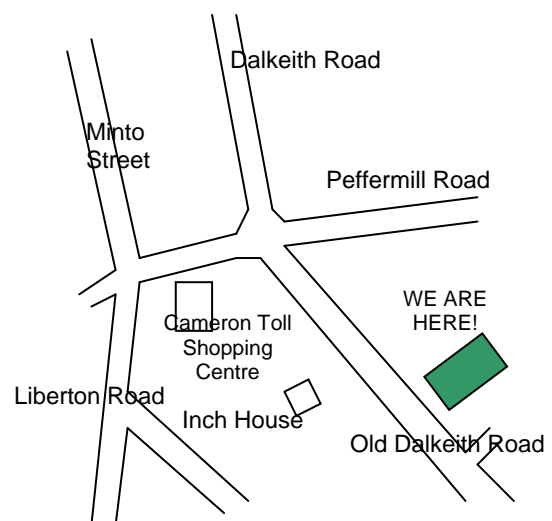 Dalkeith Road
Minto
Street
Peffermill Road
WE ARE
HERE!
Cameron Toll
Shopping
Centre
Liberton Road
Inch House
Old Dalkeith Road